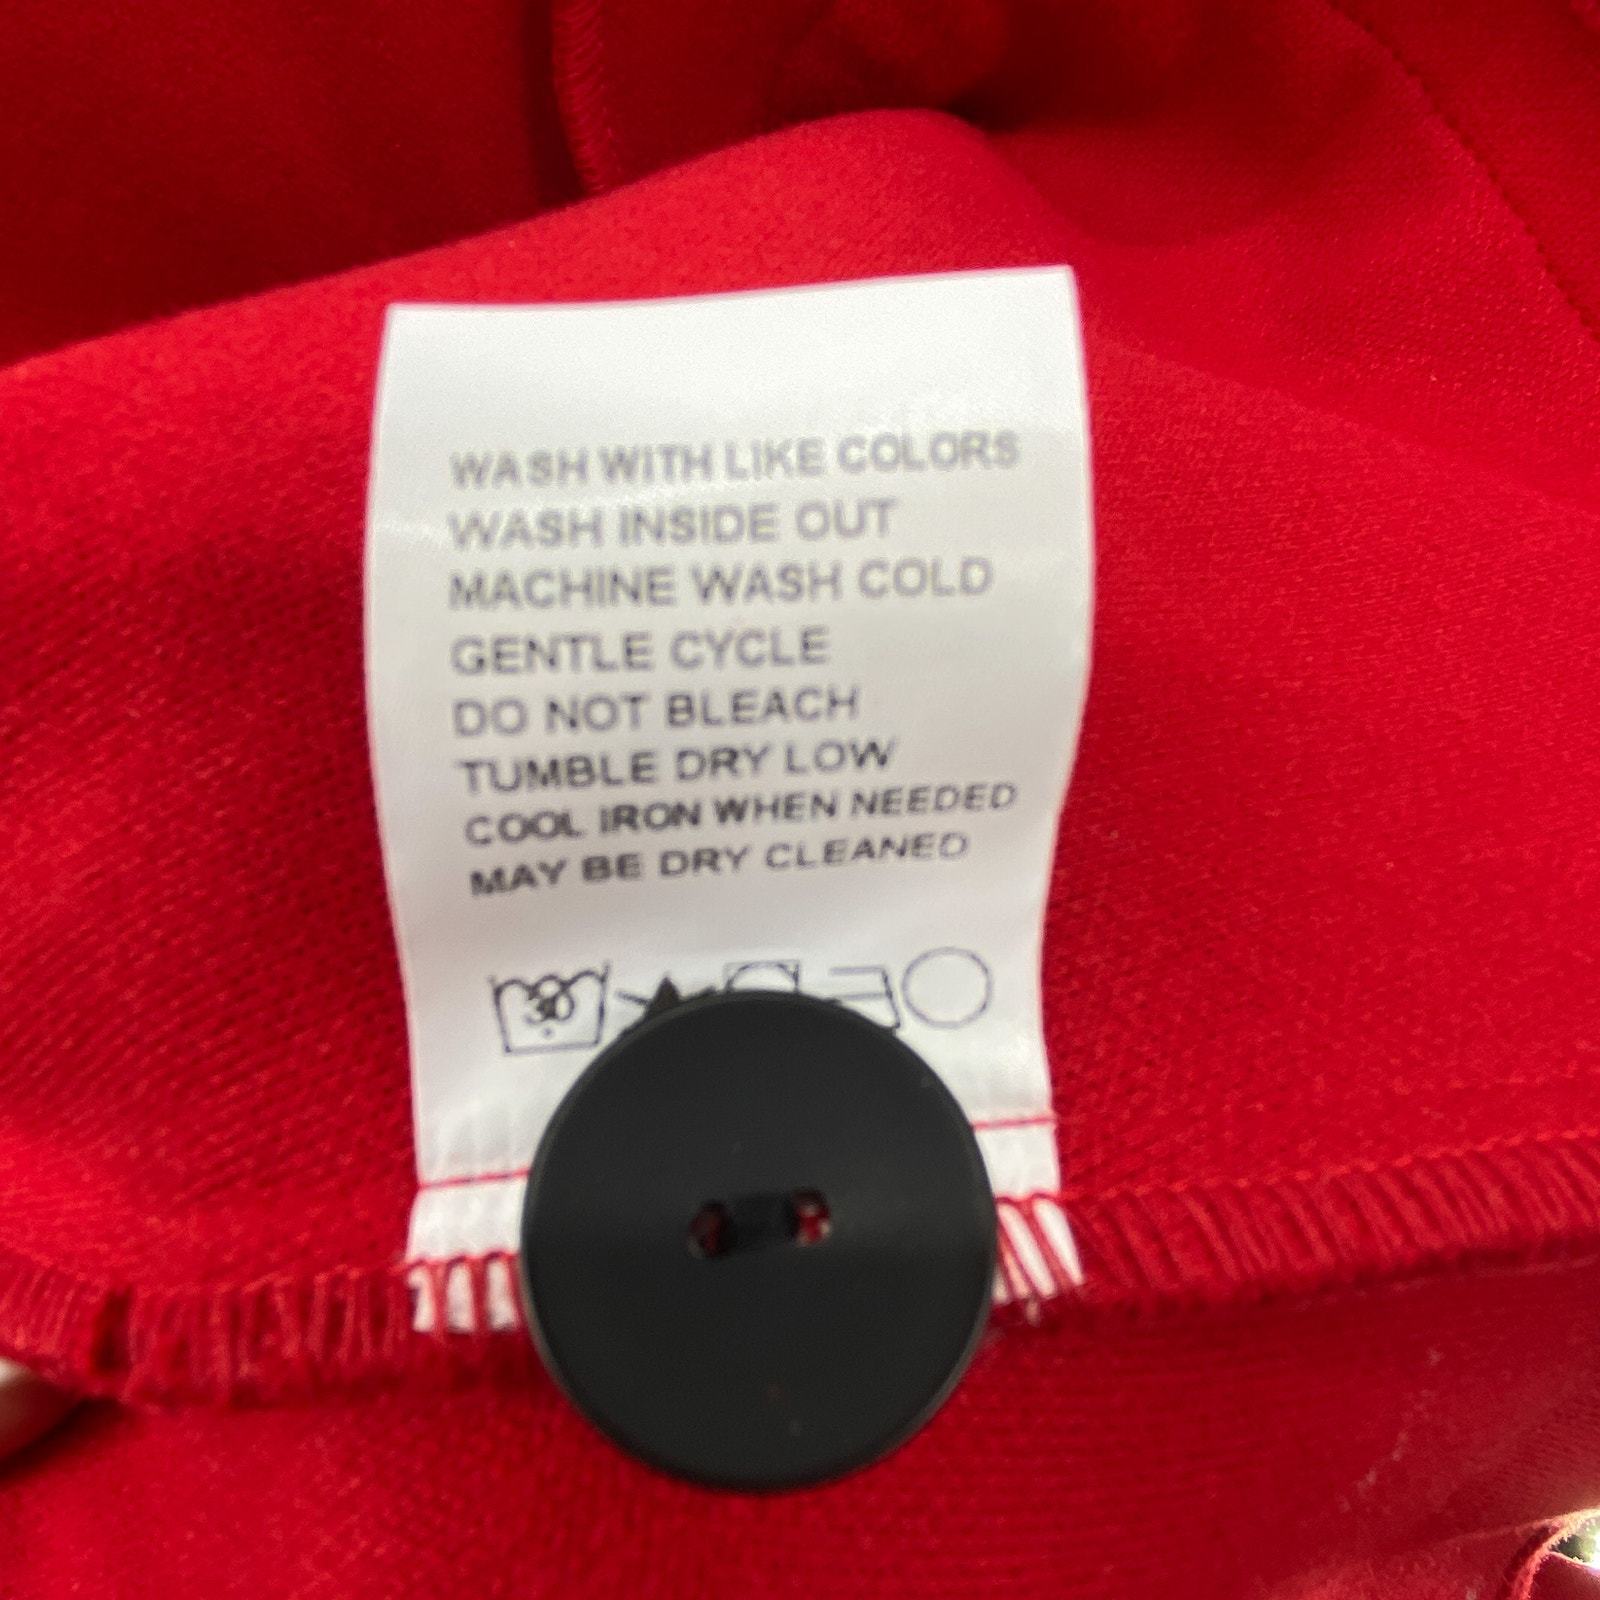 WASH WITH LIKE COLORS
WASH INSIDE OUT
MACHINE WASH COLD
GENTLE CYCLE
DO NOT BLEACH
TUMBLE DRY LOW
COOL IRON WHEN NEEDED
MAY BE DRY CLEANED
30